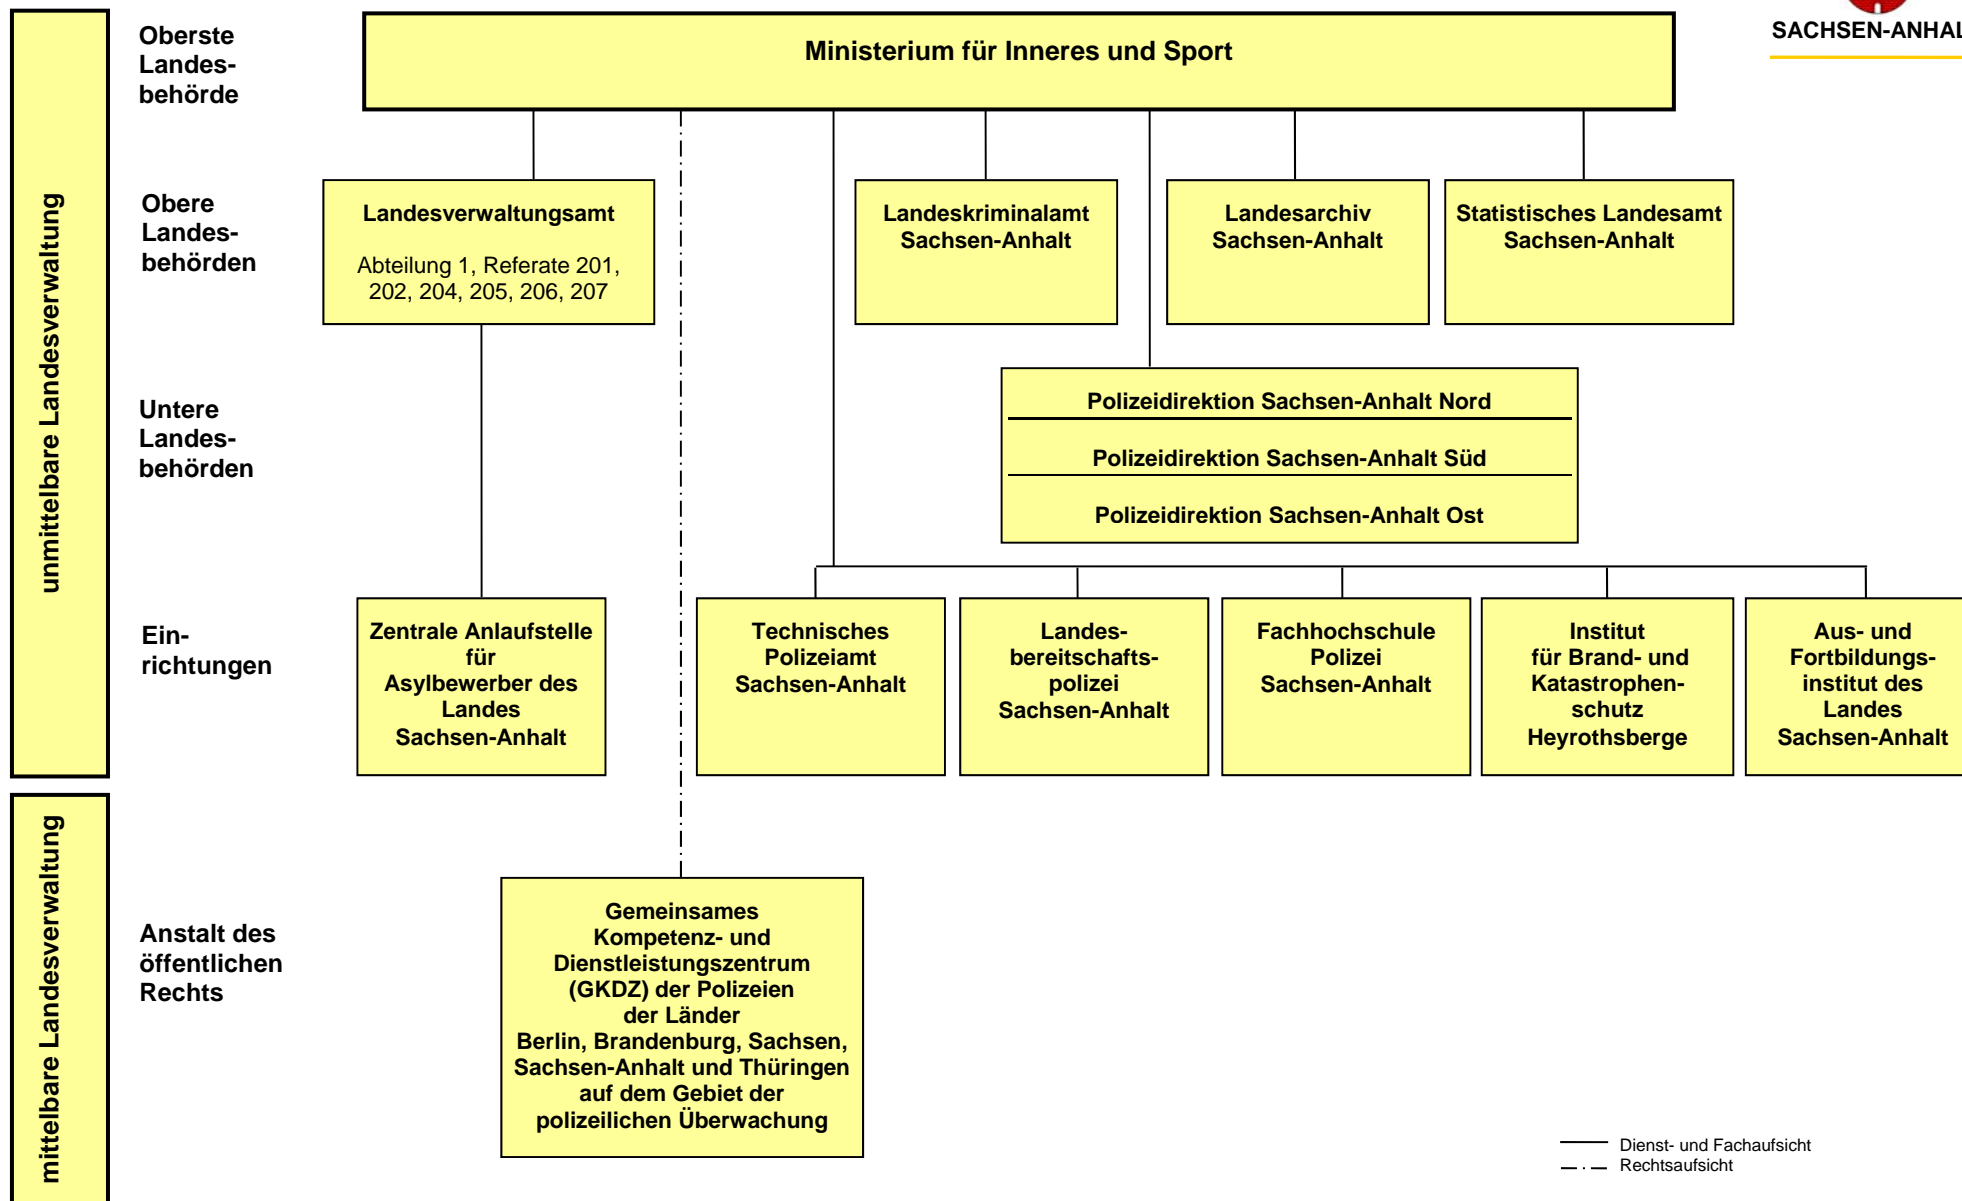 SACHSEN-ANHAL
unmittelbare Landesverwaltung
Oberste
Landes-
behörde
Ministerium für Inneres und Sport
Obere
Landes-
behörden
Landesverwaltungsamt
Abteilung 1, Referate 201,
202, 204, 205, 206, 207
Landeskriminalamt
Sachsen-Anhalt
Landesarchiv
Sachsen-Anhalt
Statistisches Landesamt
Sachsen-Anhalt
Untere
Landes-
behörden
Polizeidirektion Sachsen-Anhalt Nord
Polizeidirektion Sachsen-Anhalt Süd
Polizeidirektion Sachsen-Anhalt Ost
Ein-
richtungen
Zentrale Anlaufstelle
für
Asylbewerber des
Landes
Sachsen-Anhalt
Technisches
Polizeiamt
Sachsen-Anhalt
Landes-
bereitschafts-
polizei
Sachsen-Anhalt
Fachhochschule
Polizei
Sachsen-Anhalt
Institut
für Brand- und
Katastrophen-
schutz
Heyrothsberge
Aus- und
Fortbildungs-
institut des
Landes
Sachsen-Anhalt
mittelbare Landesverwaltung
Anstalt des
öffentlichen
Rechts
Gemeinsames
Kompetenz- und
Dienstleistungszentrum
(GKDZ) der Polizeien
der Länder
Berlin, Brandenburg, Sachsen,
Sachsen-Anhalt und Thüringen
auf dem Gebiet der
polizeilichen Überwachung
Dienst- und Fachaufsicht
Rechtsaufsicht